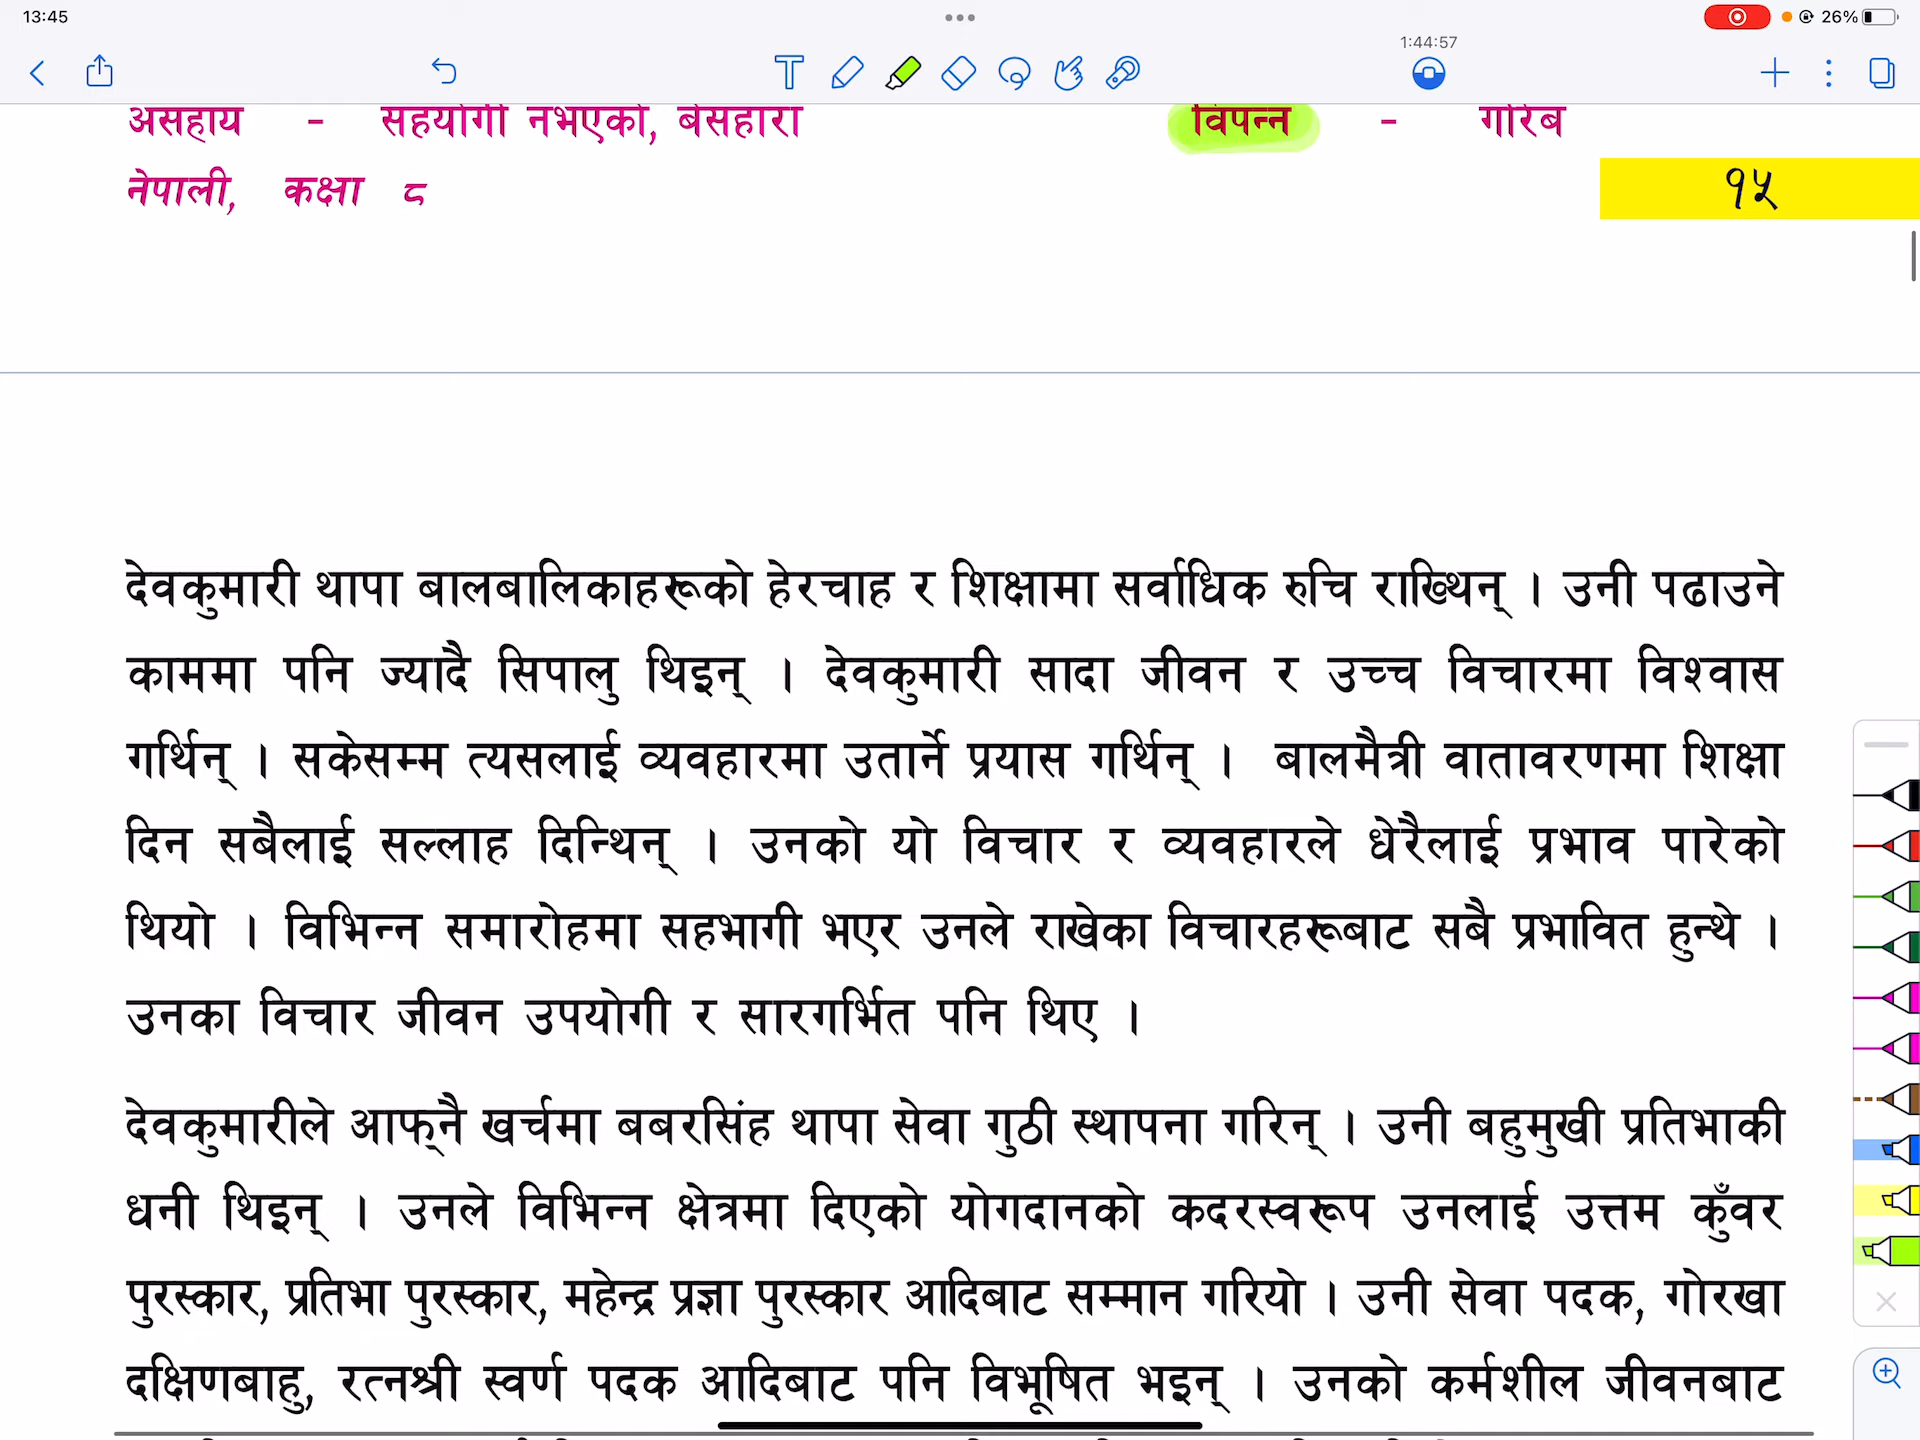 13:45
26%
1:44:57
असहाय - सहयोगी नभएको, बेसहारा विपन्न - गरिब
नेपाली, कक्षा ८ १५
देवकुमारी थापा बालबालिकाहरूको हेरचाह र शिक्षामा सर्वाधिक रुचि राख्थिन् । उनी पढाउने
काममा पनि ज्यादै सिपालु थिइन् । देवकुमारी सादा जीवन र उच्च विचारमा विश्वास
गर्थिन् । सकेसम्म त्यसलाई व्यवहारमा उतार्ने प्रयास गर्थिन् । बालमैत्री वातावरणमा शिक्षा
दिन सबैलाई सल्लाह दिन्थिन् । उनको यो विचार र व्यवहारले धेरैलाई प्रभाव पारेको
थियो । विभिन्न समारोहमा सहभागी भएर उनले राखेका विचारहरूबाट सबै प्रभावित हुन्थे ।
उनका विचार जीवन उपयोगी र सारगर्भित पनि थिए ।
देवकुमारीले आफ्‌नै खर्चमा बबरसिंह थापा सेवा गुठी स्थापना गरिन् । उनी बहुमुखी प्रतिभाकी
धनी थिइन् । उनले विभिन्न क्षेत्रमा दिएको योगदानको कदरस्वरूप उनलाई उत्तम कुँवर
पुरस्कार, प्रतिभा पुरस्कार, महेन्द्र प्रज्ञा पुरस्कार आदिबाट सम्मान गरियो । उनी सेवा पदक, गोरखा
दक्षिणबाहु, रत्नश्री स्वर्ण पदक आदिबाट पनि विभूषित भइन् । उनको कर्मशील जीवनबाट